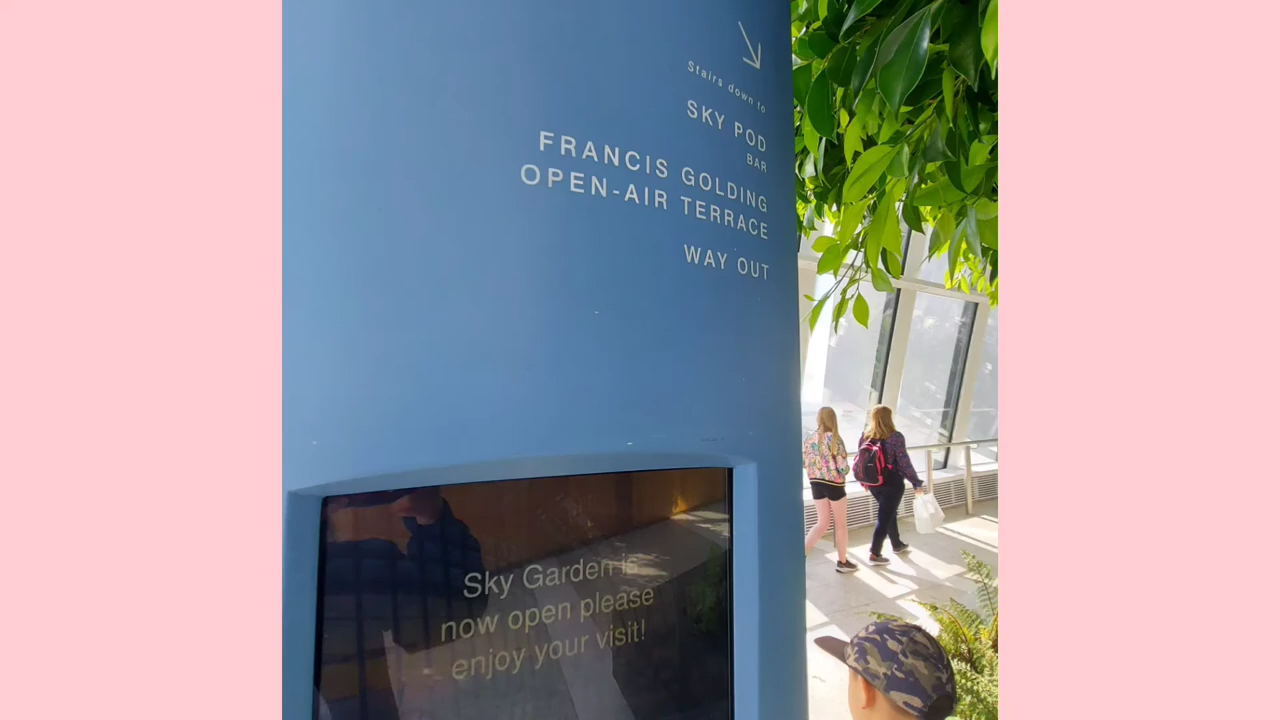 Stairs down to
SKY POD
BAR
FRANCIS GOLDING
OPEN-AIR TERRACE
WAY OUT
Sky Garden is
now open please
enjoy your visit!